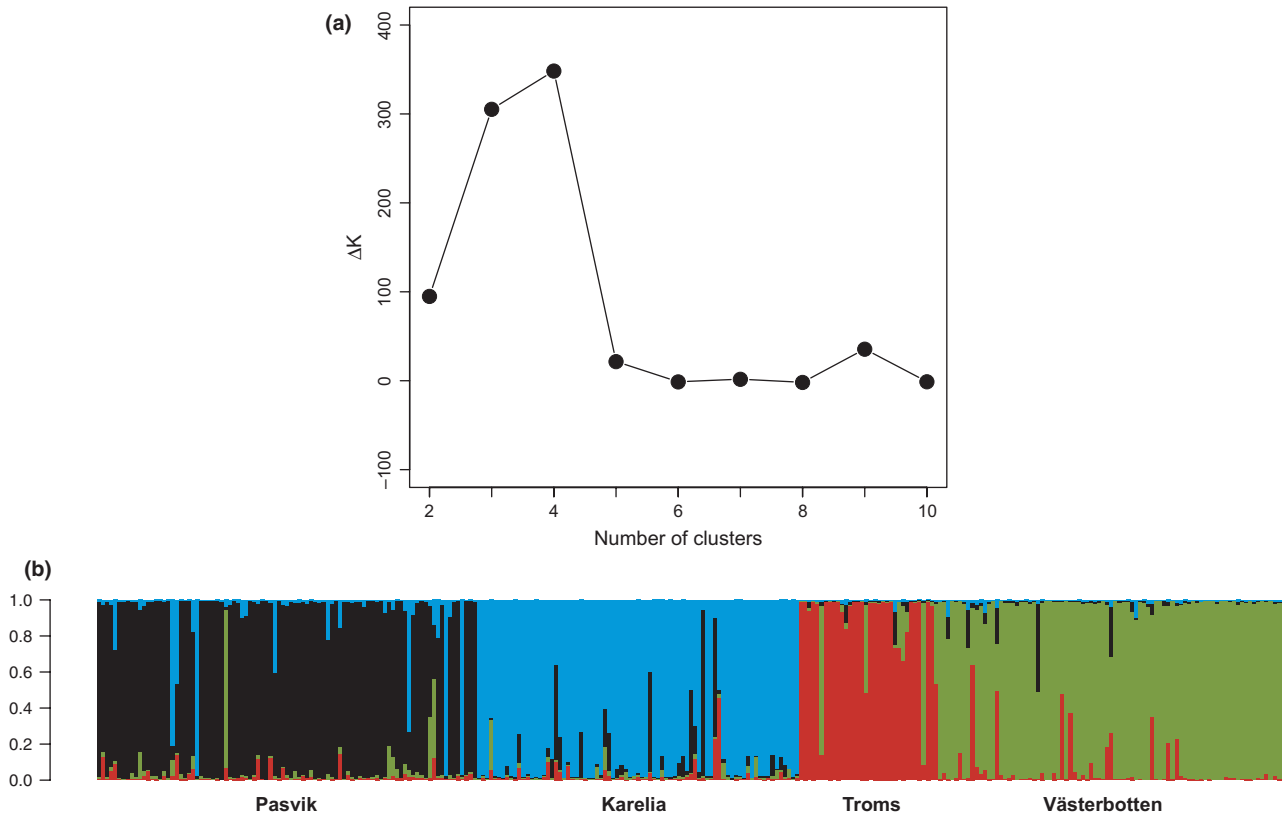 (a)
400
300
200
100
0
−100
ΔK
2 4 6 8 10
Number of clusters
(b)
1.0
0.8
0.6
0.4
0.2
0.0
Pasvik Karelia Troms Västerbotten